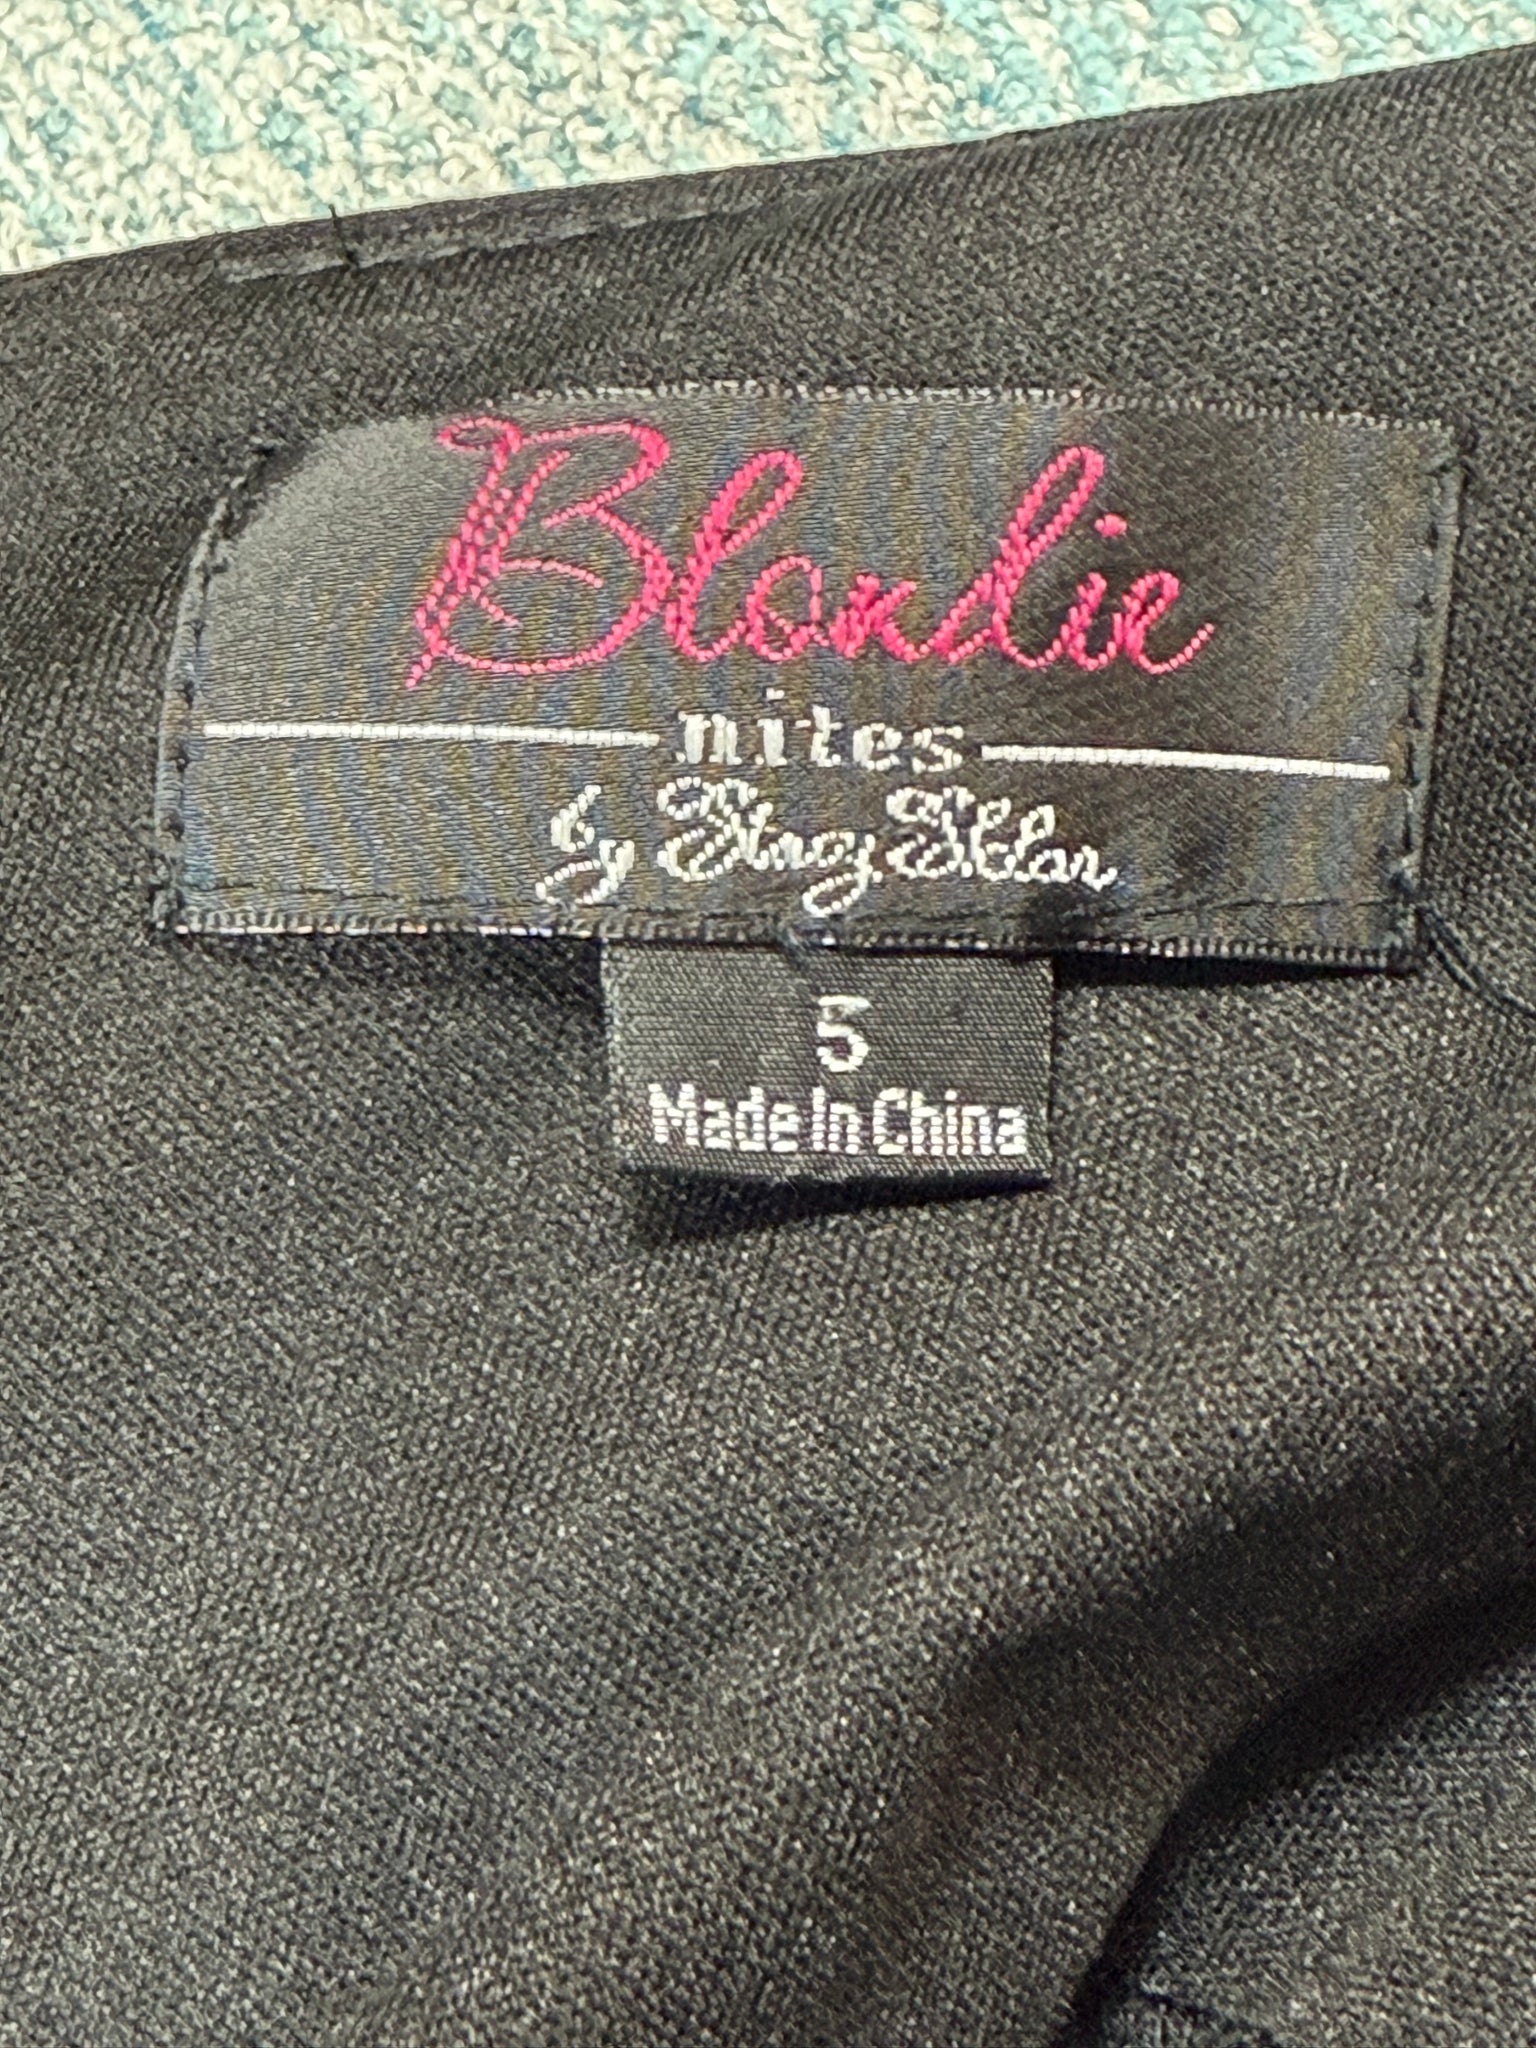 Blondie
nites
by Stacy Sklar
5
Made In China